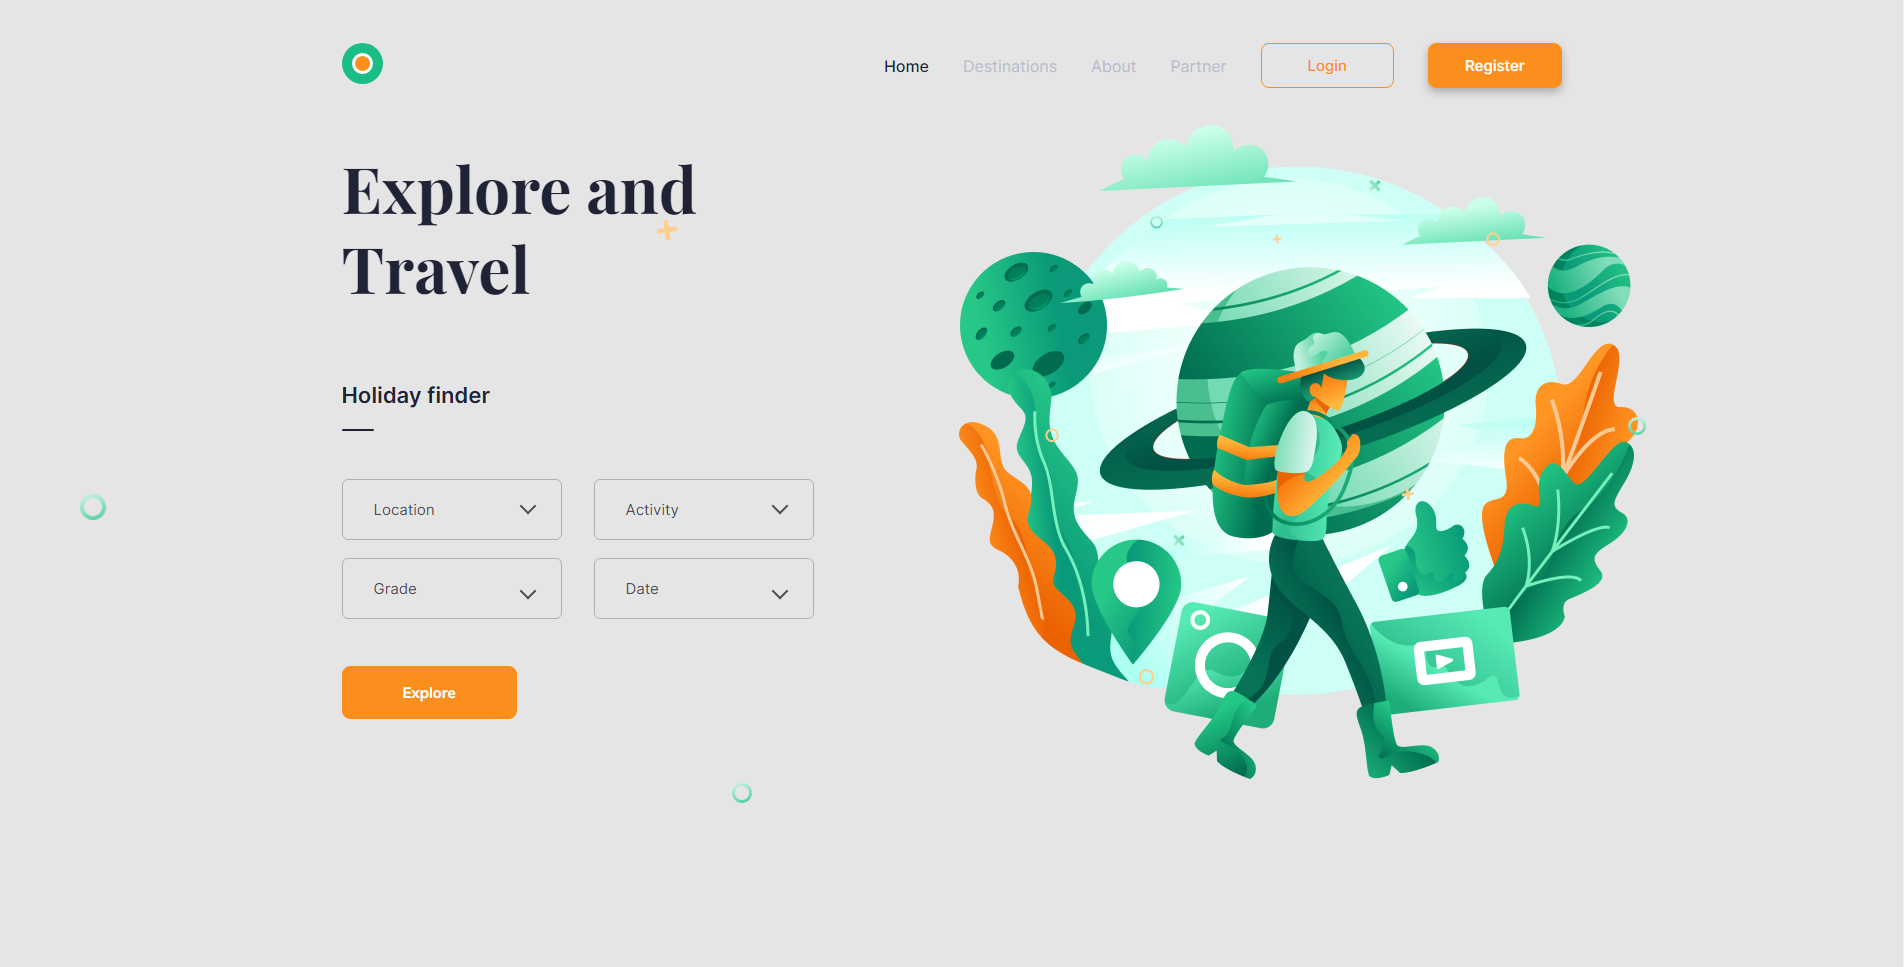 Home
Destinations
About
Partner
Login
Register
Explore and
Travel
Holiday finder
Location
Activity
Grade
Date
Explore